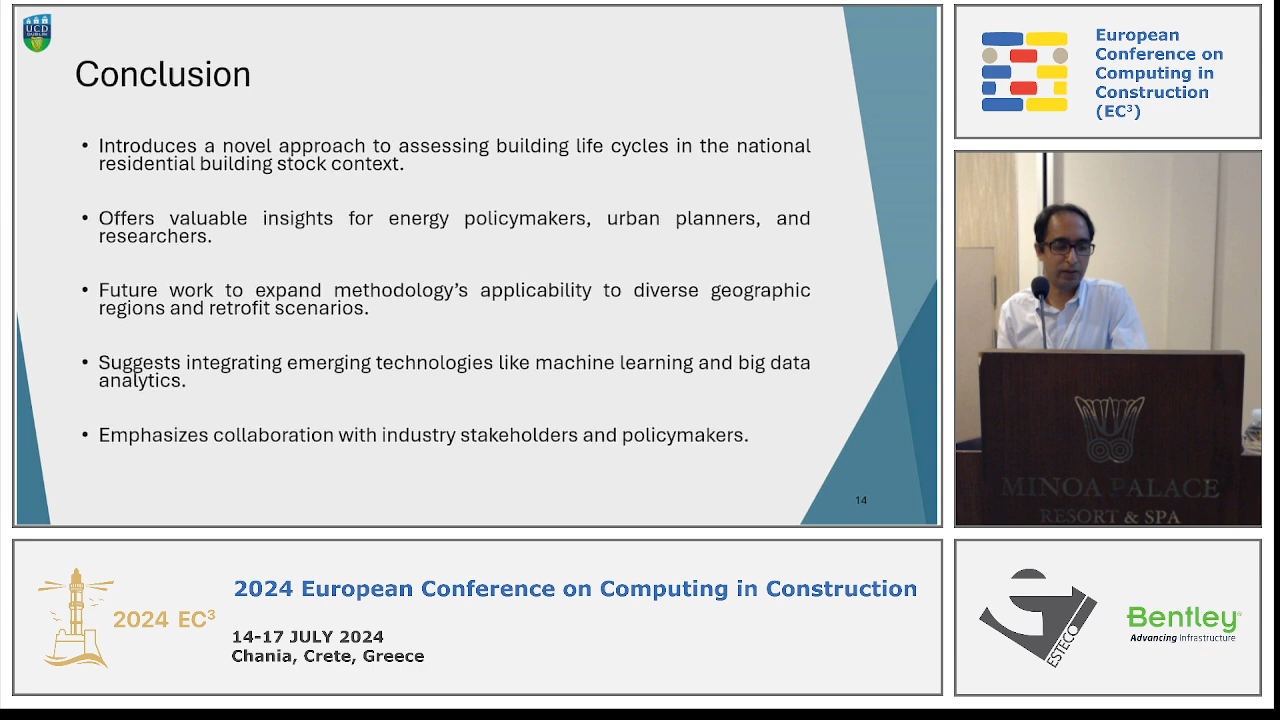 UCD
DUBLIN
Conclusion
• Introduces a novel approach to assessing building life cycles in the national
residential building stock context.
• Offers valuable insights for energy policymakers, urban planners, and
researchers.
• Future work to expand methodology's applicability to diverse geographic
regions and retrofit scenarios.
• Suggests integrating emerging technologies like machine learning and big data
analytics.
• Emphasizes collaboration with industry stakeholders and policymakers.
14
European
Conference on
Computing in
Construction
(EC³)
MINOA PALACE
RESORT & SPA
2024 EC³
2024 European Conference on Computing in Construction
14-17 JULY 2024
Chania, Crete, Greece
ESTECO
Bentley®
Advancing Infrastructure